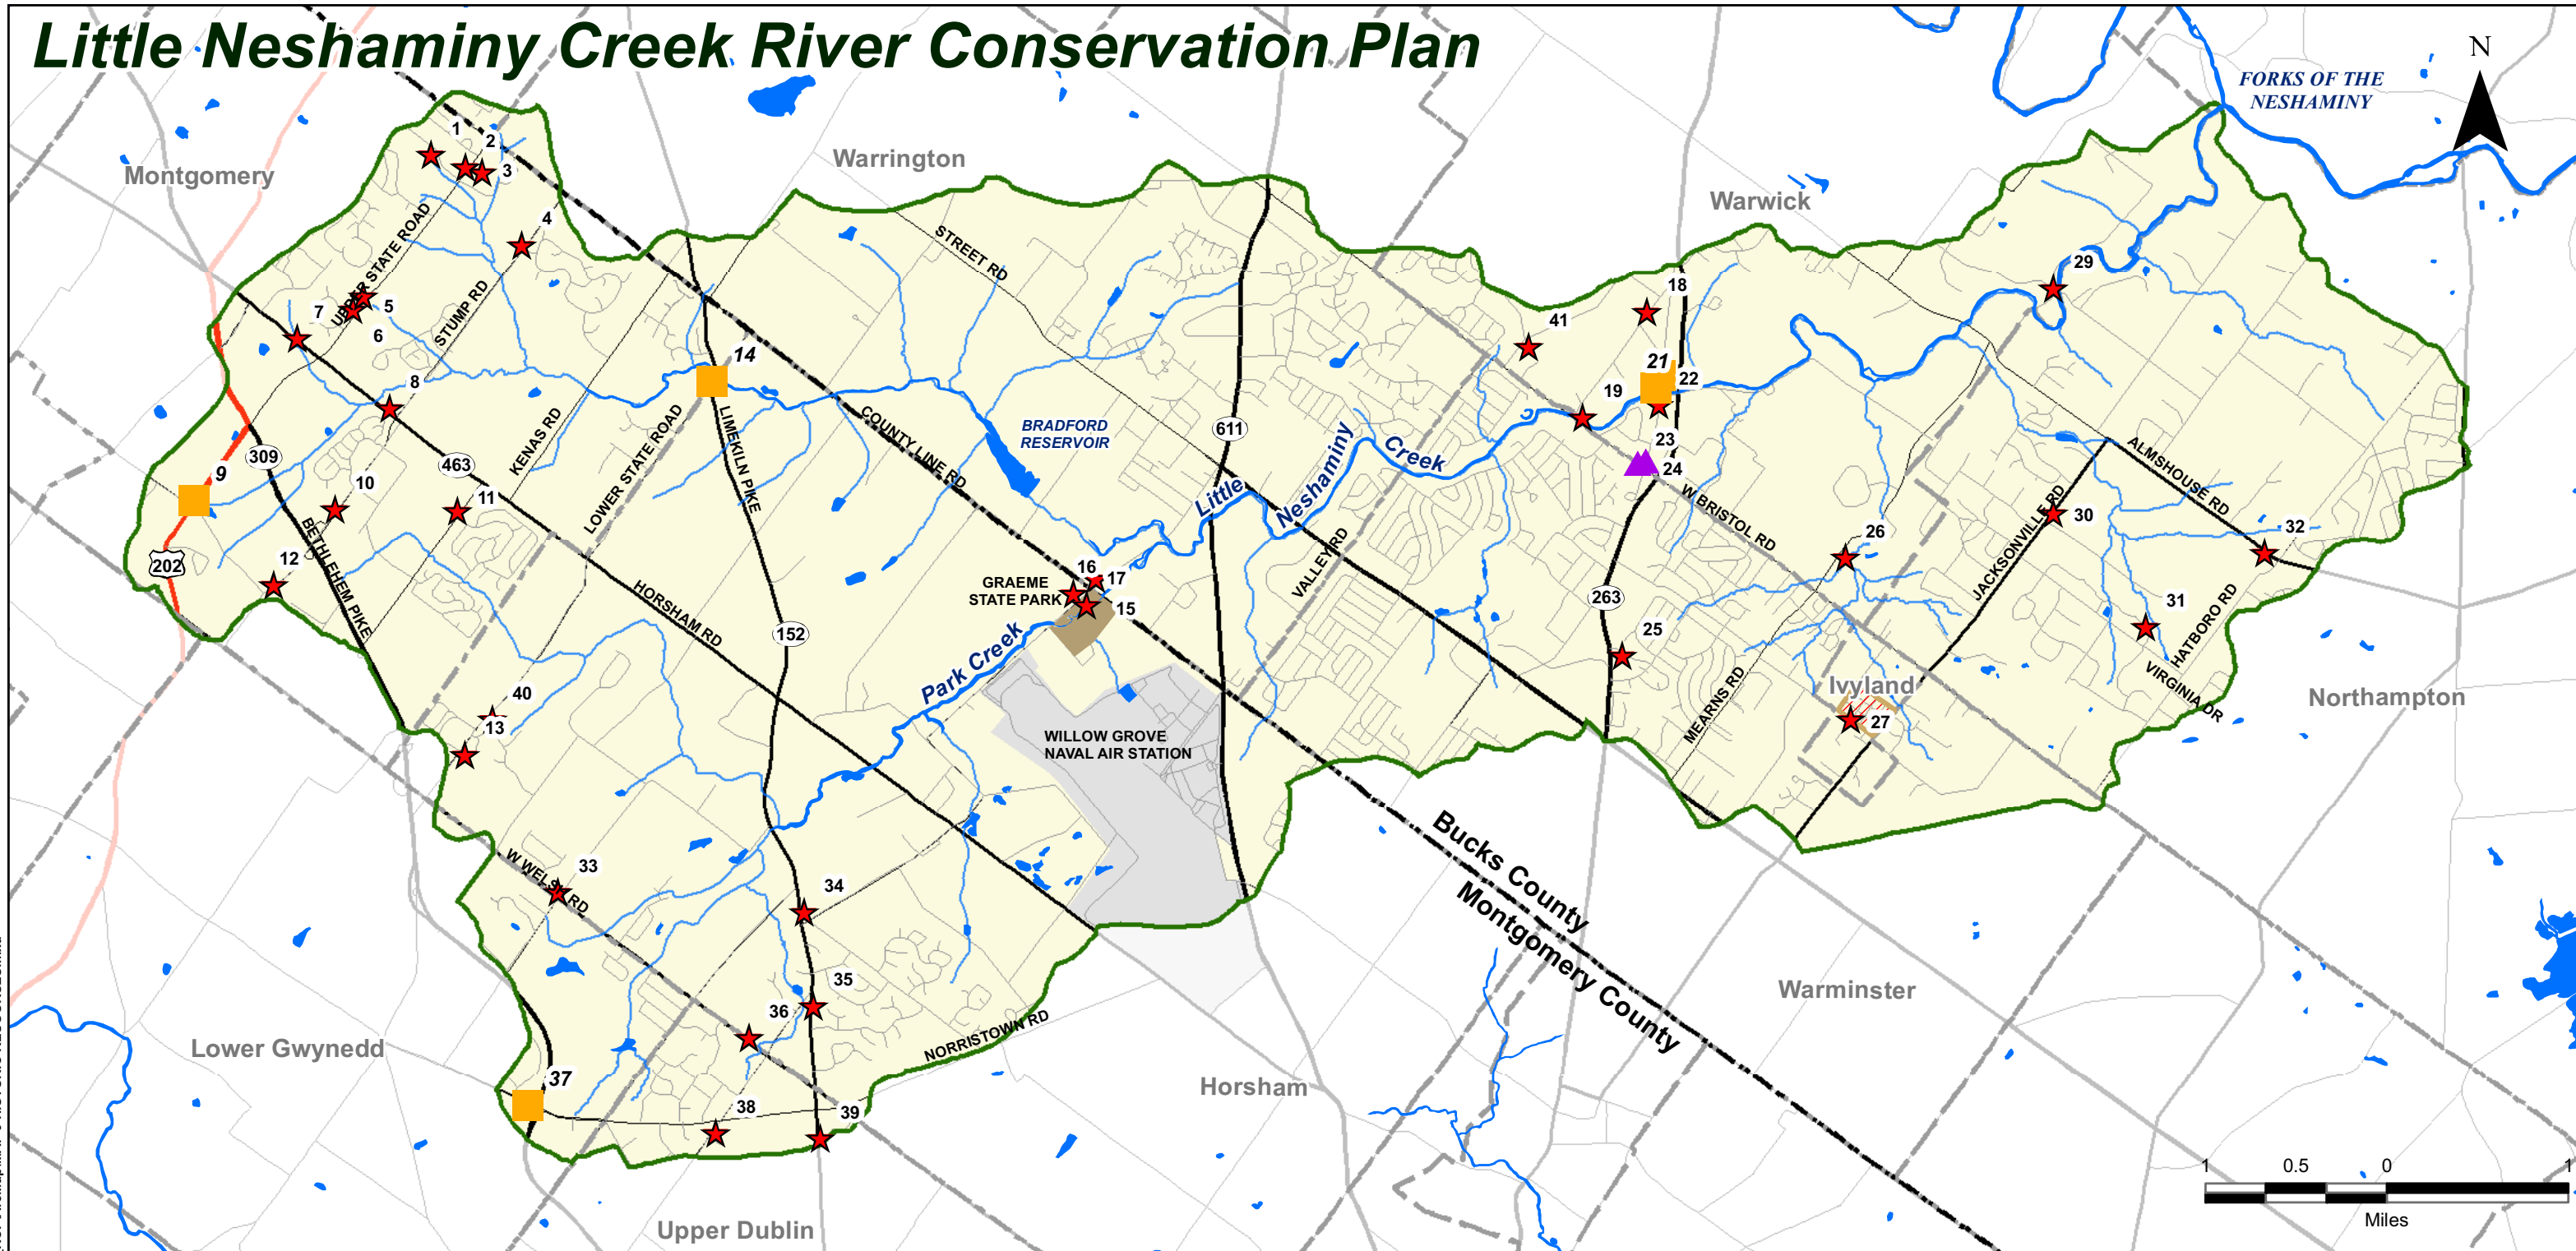 Little Neshaminy Creek River Conservation Plan
N
FORKS OF THE
NESHAMINY
Montgomery
Warrington
Warwick
1
2
3
4
UPPER STATE ROAD
STREET RD
STUMP RD
5
6
7
8
14
41
18
29
21
22
19
KENAS RD
LOWER STATE ROAD
LIMEKILN PIKE
COUNTY LINE RD
BRADFORD
RESERVOIR
611
Little
Neshaminy
Creek
23
24
W BRISTOL RD
ALMSHOUSE RD
309
463
9
10
11
202
12
BETHLEHEM PIKE
HORSHAM RD
152
GRAEME
STATE PARK
16
17
15
VALLEY RD
263
25
26
JACKSONVILLE RD
30
32
31
HATBORO RD
VIRGINIA DR
MEARNS RD
Ivyland
27
Northampton
Park Creek
40
13
WILLOW GROVE
NAVAL AIR STATION
W WELSH RD
33
34
35
36
Bucks County
Montgomery County
Warminster
NORRISTOWN RD
Lower Gwynedd
37
38
39
Horsham
Upper Dublin
1
0.5
0
1
Miles